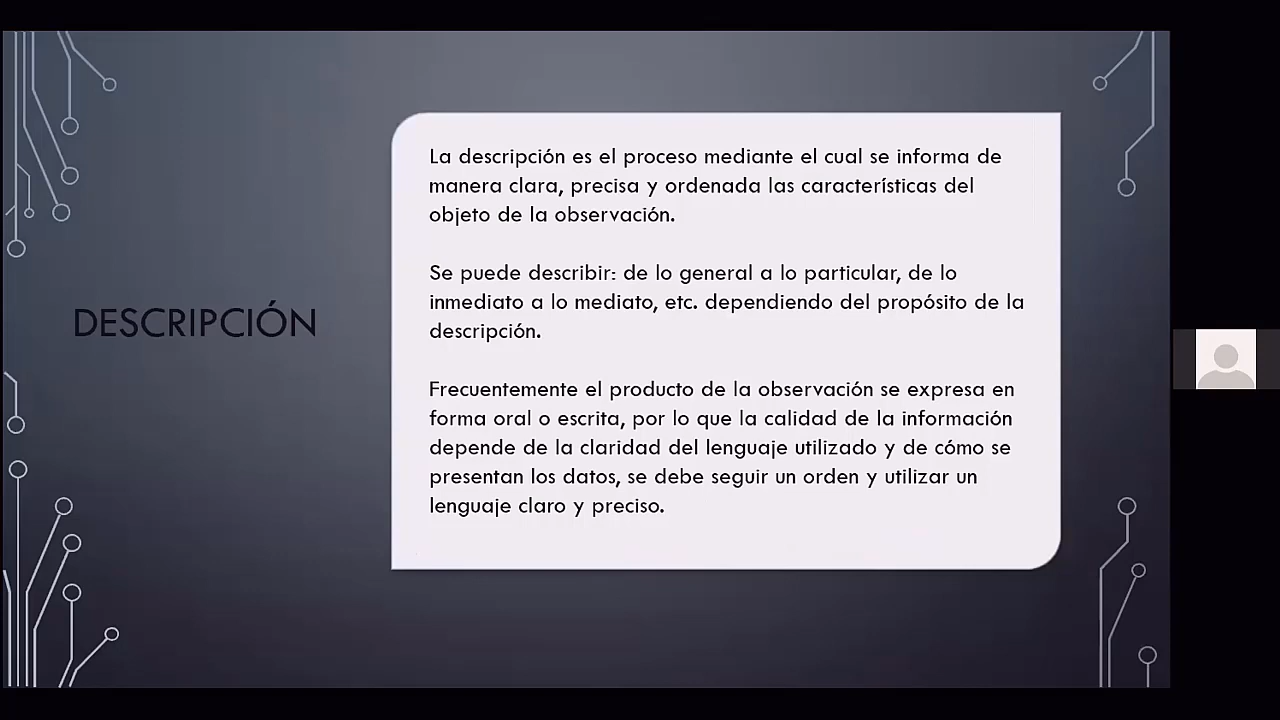 DESCRIPCIÓN
La descripción es el proceso mediante el cual se informa de
manera clara, precisa y ordenada las características del
objeto de la observación.
Se puede describir: de lo general a lo particular, de lo
inmediato a lo mediato, etc. dependiendo del propósito de la
descripción.
Frecuentemente el producto de la observación se expresa en
forma oral o escrita, por lo que la calidad de la información
depende de la claridad del lenguaje utilizado y de cómo se
presentan los datos, se debe seguir un orden y utilizar un
lenguaje claro y preciso.